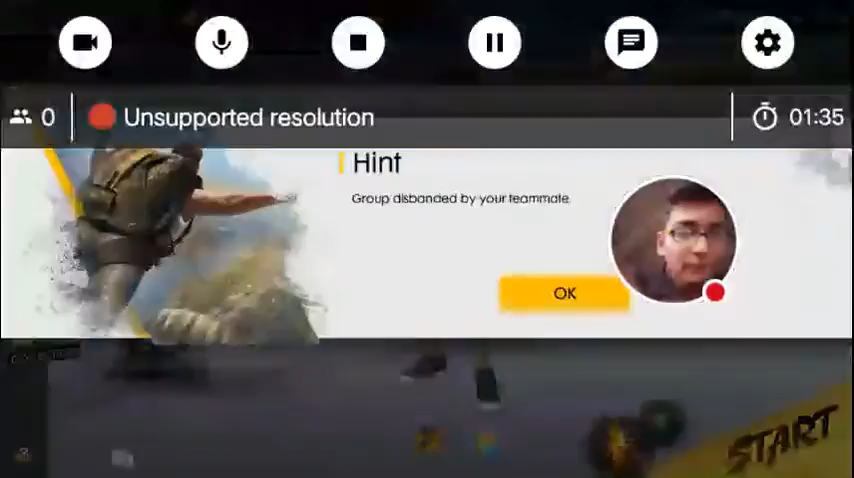 0
Unsupported resolution
01:35
Hint
Group disbanded by your teammate.
OK
START